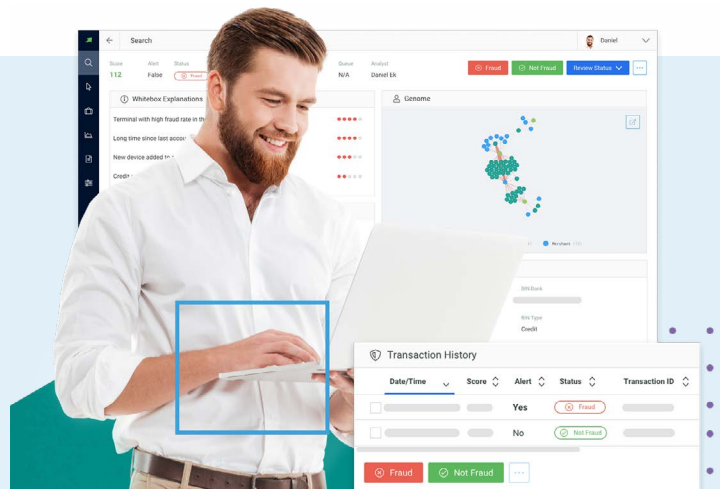 Search
Daniel
Score Alert Status Queue Analyst
112 False Fraud N/A Daniel Ek
Fraud Not Fraud Review Status
Whitebox Explanations
Terminal with high fraud rate in th
Long time since last accou
New device added to
Credit
Genome
Merchant
BIN Bank
BIN Type
Credit
Transaction History
Date/Time Score Alert Status Transaction ID
Yes Fraud
No Not Fraud
Fraud Not Fraud